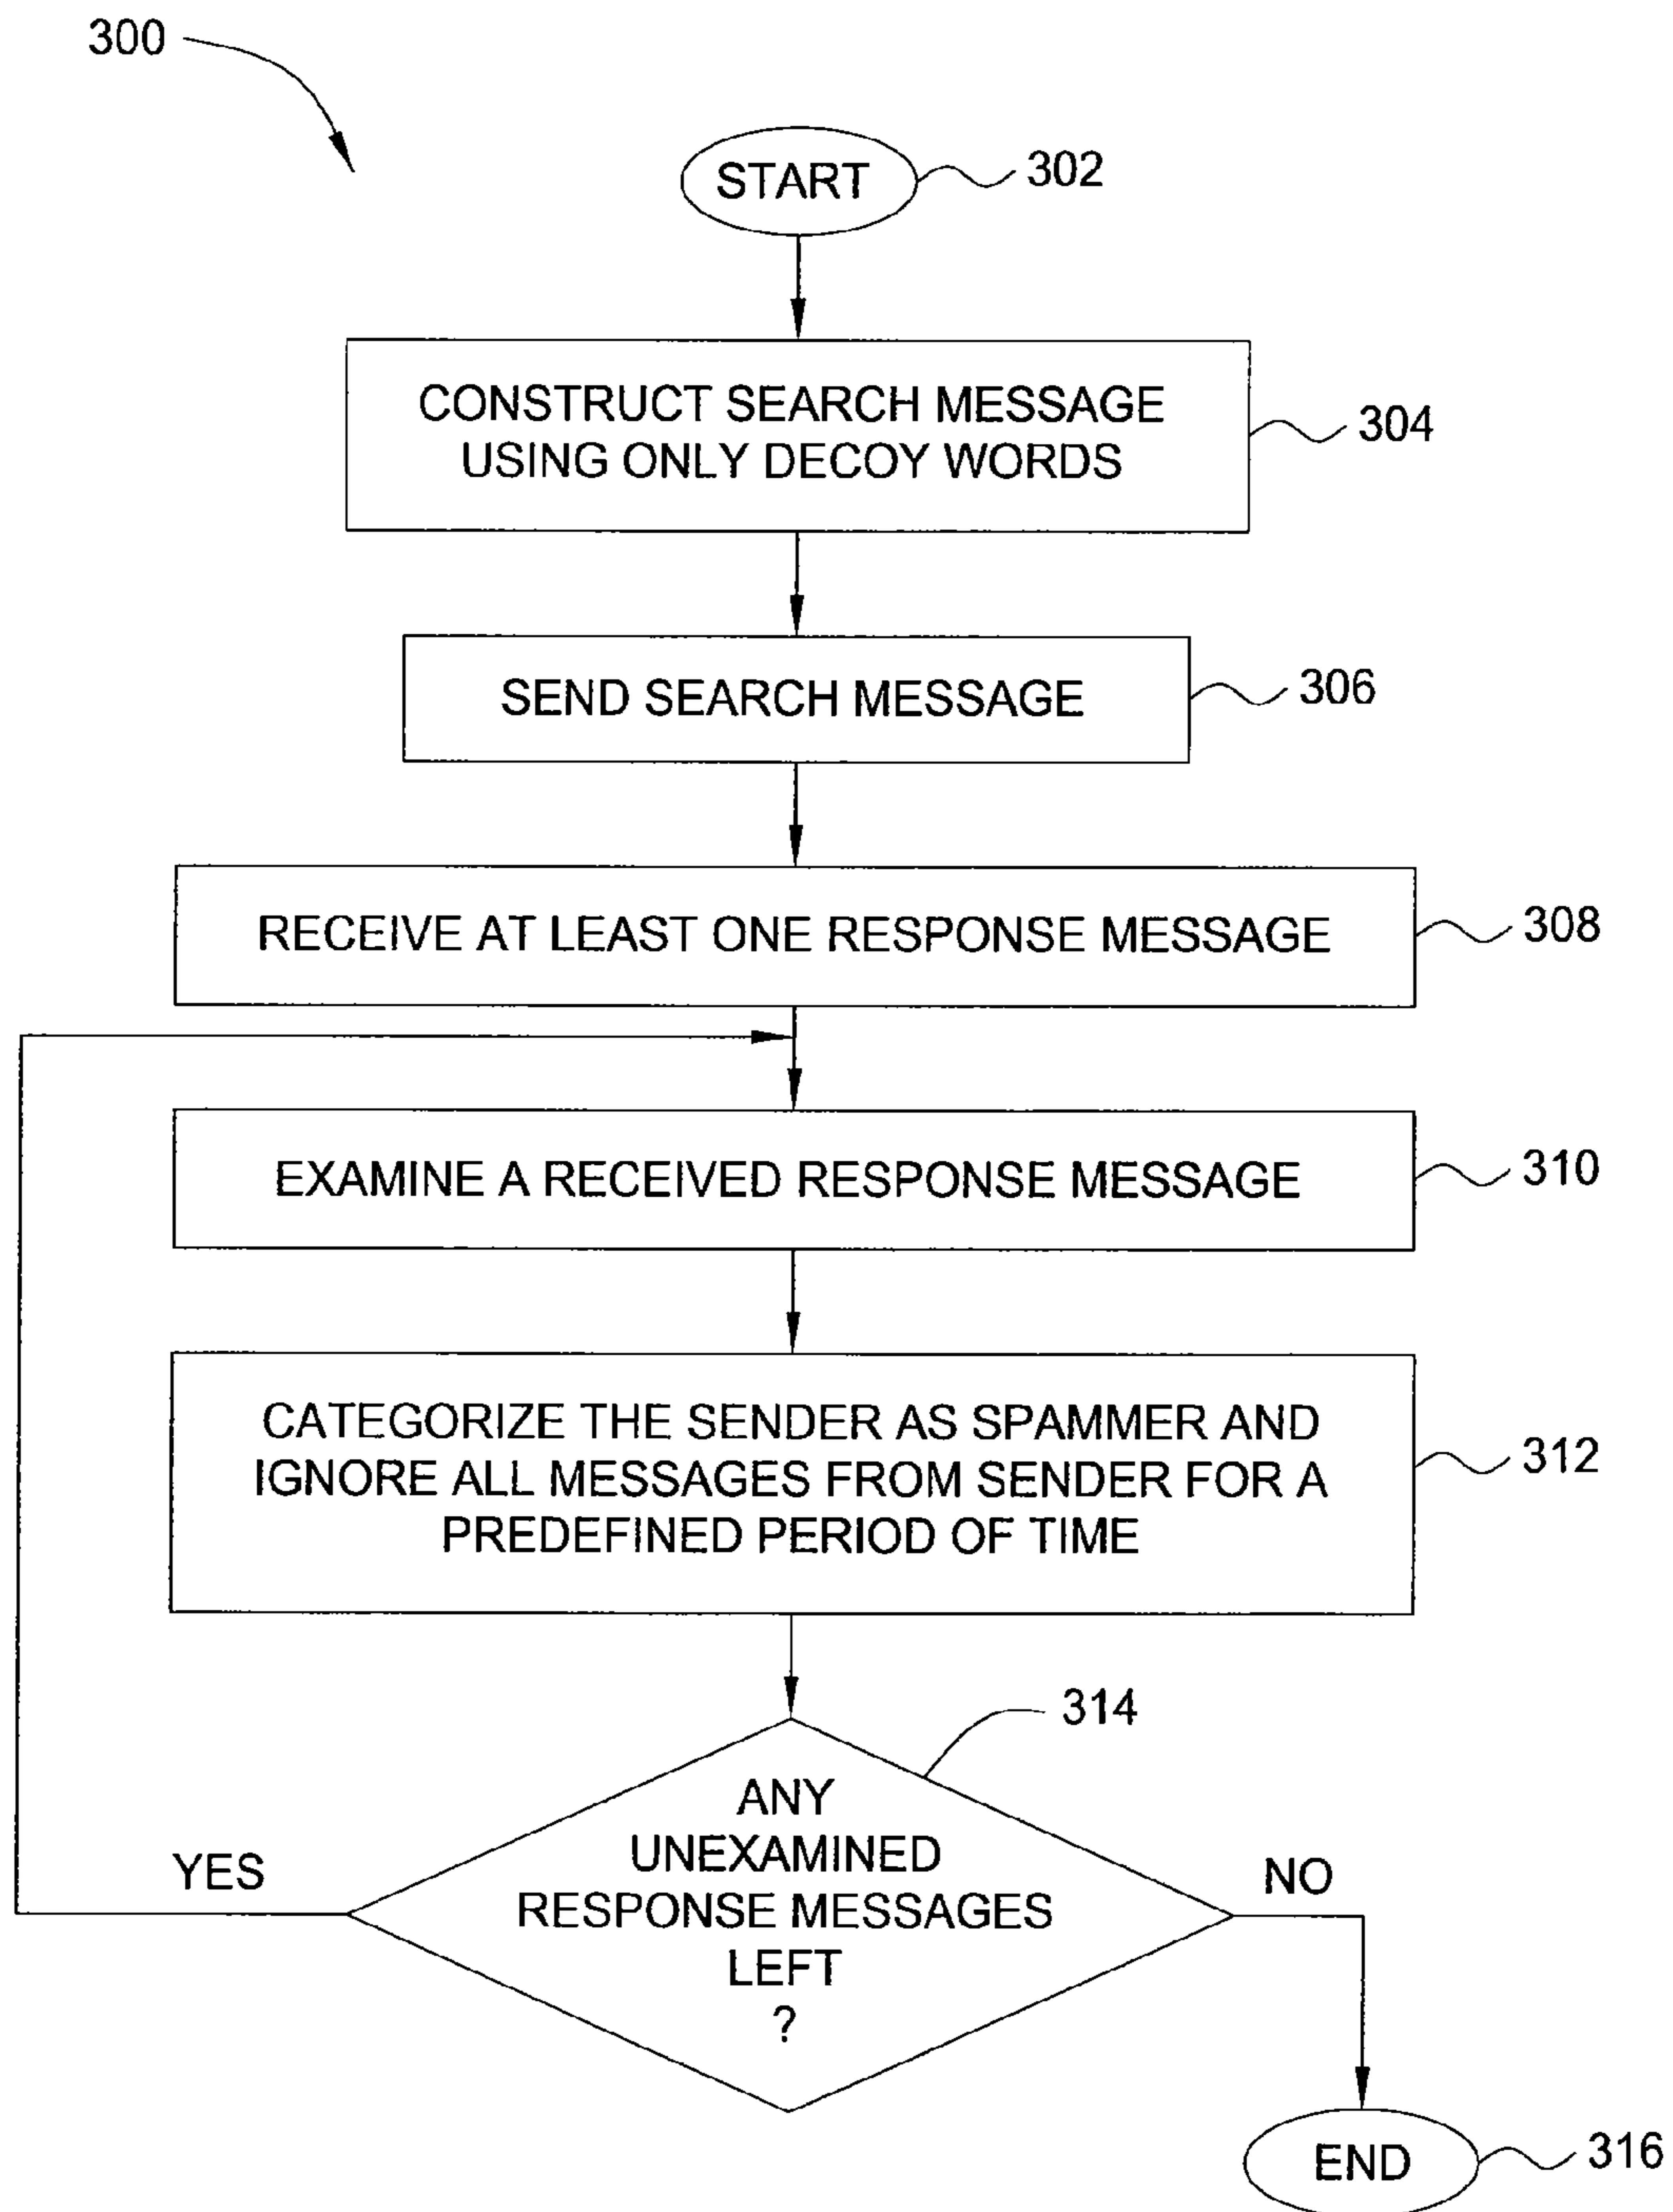 300
START
302
CONSTRUCT SEARCH MESSAGE
USING ONLY DECOY WORDS
304
SEND SEARCH MESSAGE
306
RECEIVE AT LEAST ONE RESPONSE MESSAGE
308
EXAMINE A RECEIVED RESPONSE MESSAGE
310
CATEGORIZE THE SENDER AS SPAMMER AND
IGNORE ALL MESSAGES FROM SENDER FOR A
PREDEFINED PERIOD OF TIME
312
314
ANY
UNEXAMINED
RESPONSE MESSAGES
LEFT
?
YES
NO
END
316